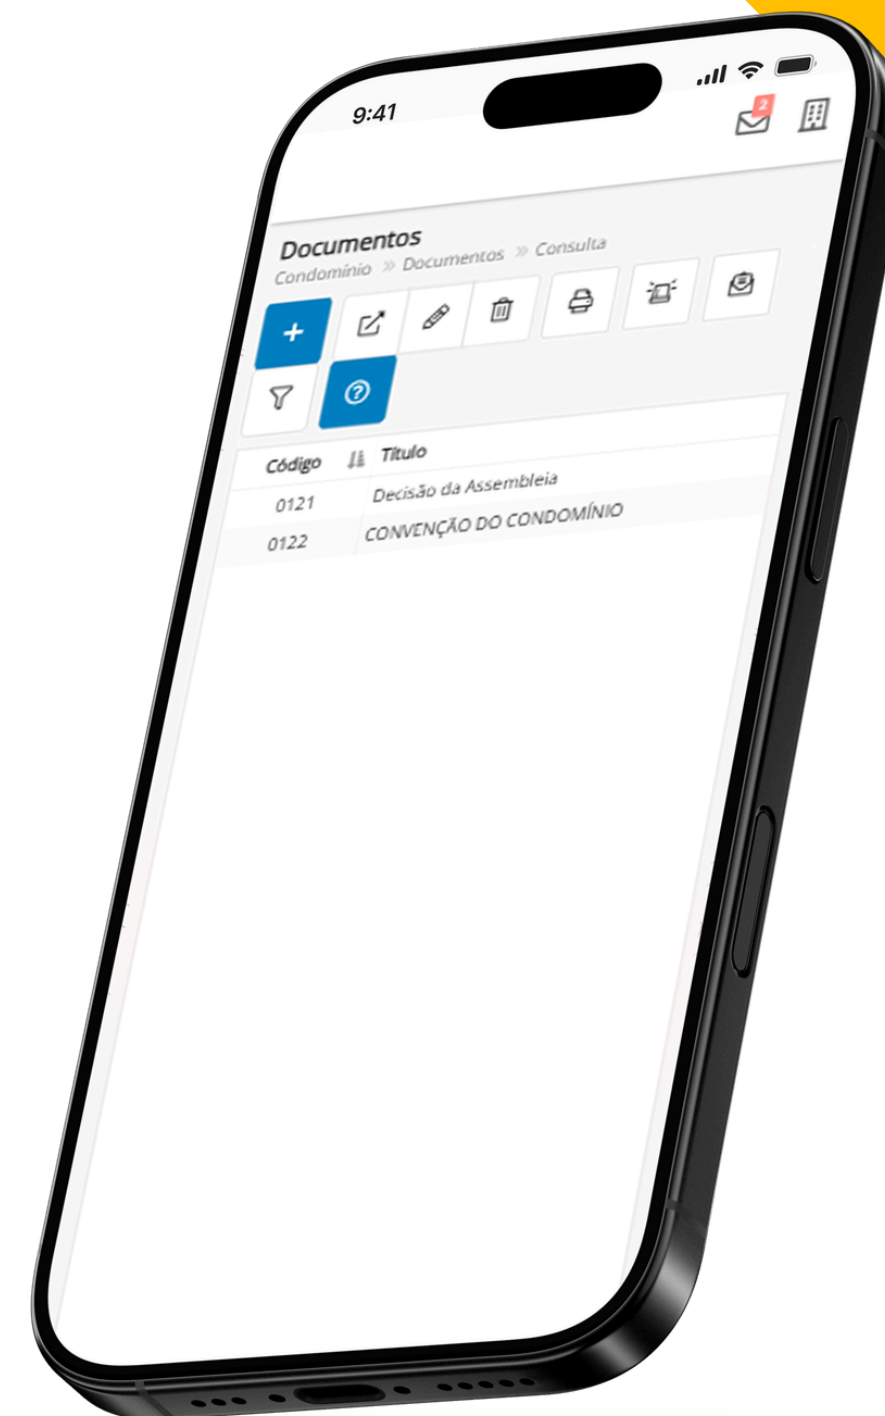 9:41
2
Documentos
Condomínio » Documentos » Consulta
Código Título
0121 Decisão da Assembleia
0122 CONVENÇÃO DO CONDOMÍNIO